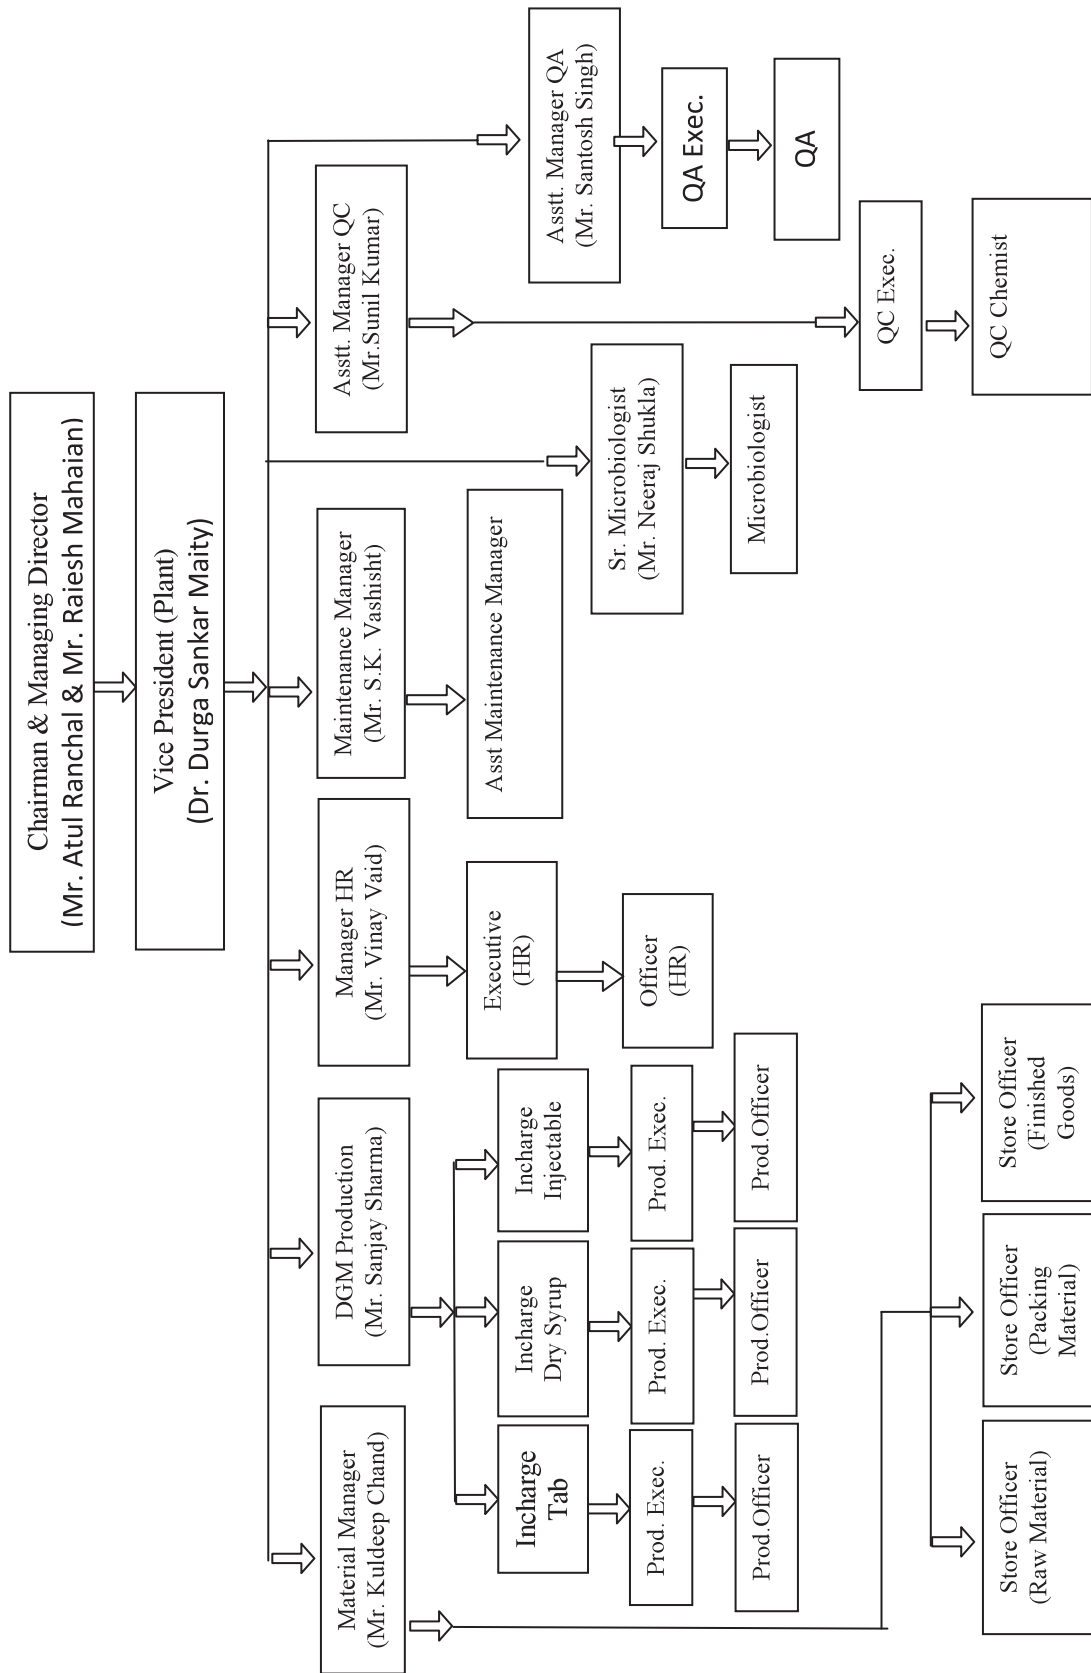 Chairman & Managing Director
(Mr. Atul Ranchal & Mr. Raiesh Mahaian)
Vice President (Plant)
(Dr. Durga Sankar Maity)
Material Manager
(Mr. Kuldeep Chand)
DGM Production
(Mr. Sanjay Sharma)
Manager HR
(Mr. Vinay Vaid)
Maintenance Manager
(Mr. S.K. Vashisht)
Asstt. Manager QC
(Mr.Sunil Kumar)
Incharge
Tab
Incharge
Dry Syrup
Incharge
Injectable
Executive
(HR)
Asst Maintenance Manager
Sr. Microbiologist
(Mr. Neeraj Shukla)
Asstt. Manager QA
(Mr. Santosh Singh)
Prod. Exec.
Prod. Exec.
Prod. Exec.
Officer
(HR)
Microbiologist
QA Exec.
Prod.Officer
Prod.Officer
Prod.Officer
QA
QC Exec.
Store Officer
(Raw Material)
Store Officer
(Packing
Material)
Store Officer
(Finished
Goods)
QC Chemist